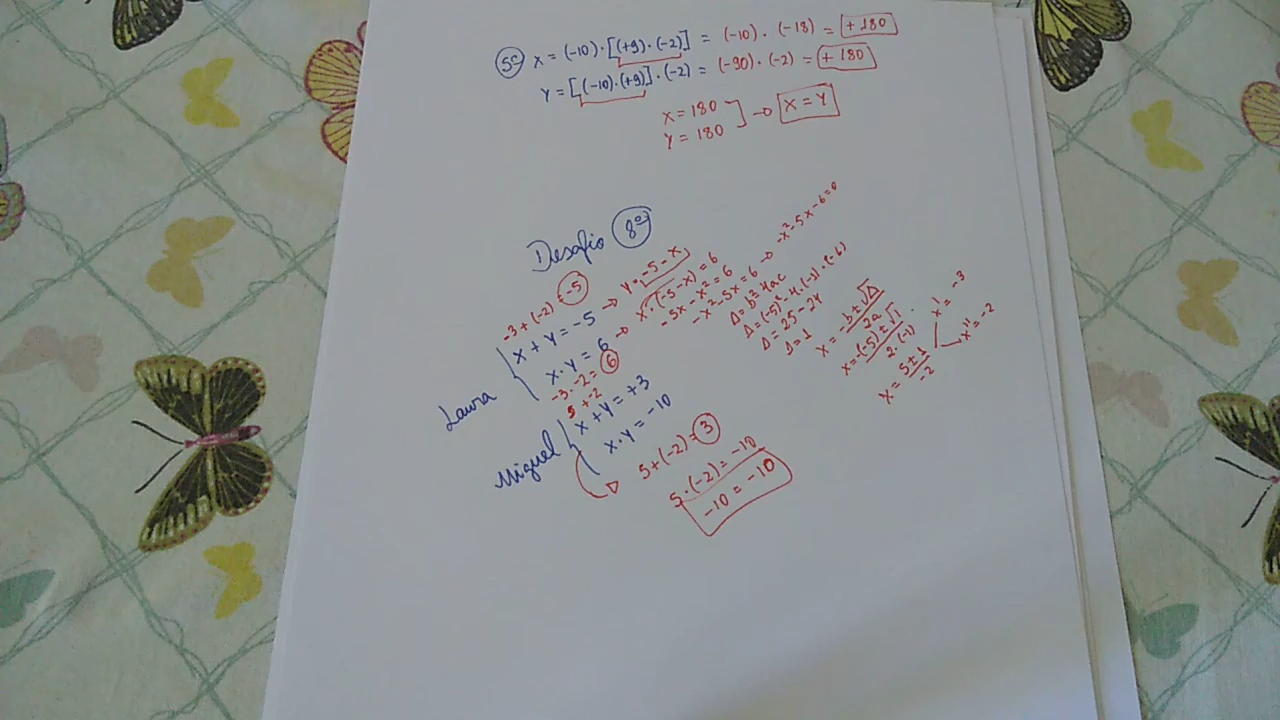 5º X = (-10) · [(+9) · (-2)] = (-10) · (-18) = +180
Y = [(-10) · (+9)] · (-2) = (-90) · (-2) = +180
X = 180
Y = 180 → X = Y
Desafio 8º
Laura
-3 + (-2) = -5
X + Y = -5 → Y = -5 - X
X · Y = 6 → X · (-5 - X) = 6
-3 · -2 = 6
-5X - X² = 6
-X² - 5X = 6 → -X² - 5X - 6 = 0
Δ = b² - 4ac
Δ = (-5)² - 4 · (-1) · (-6)
Δ = 25 - 24
Δ = 1
X = -b ± √Δ / 2a
X = -(-5) ± √1 / 2 · (-1)
X = 5 ± 1 / -2
X' = -3
X'' = -2
Miguel
5 + -2
X + Y = +3
X · Y = -10
5 + (-2) = 3
5 · (-2) = -10
-10 = -10